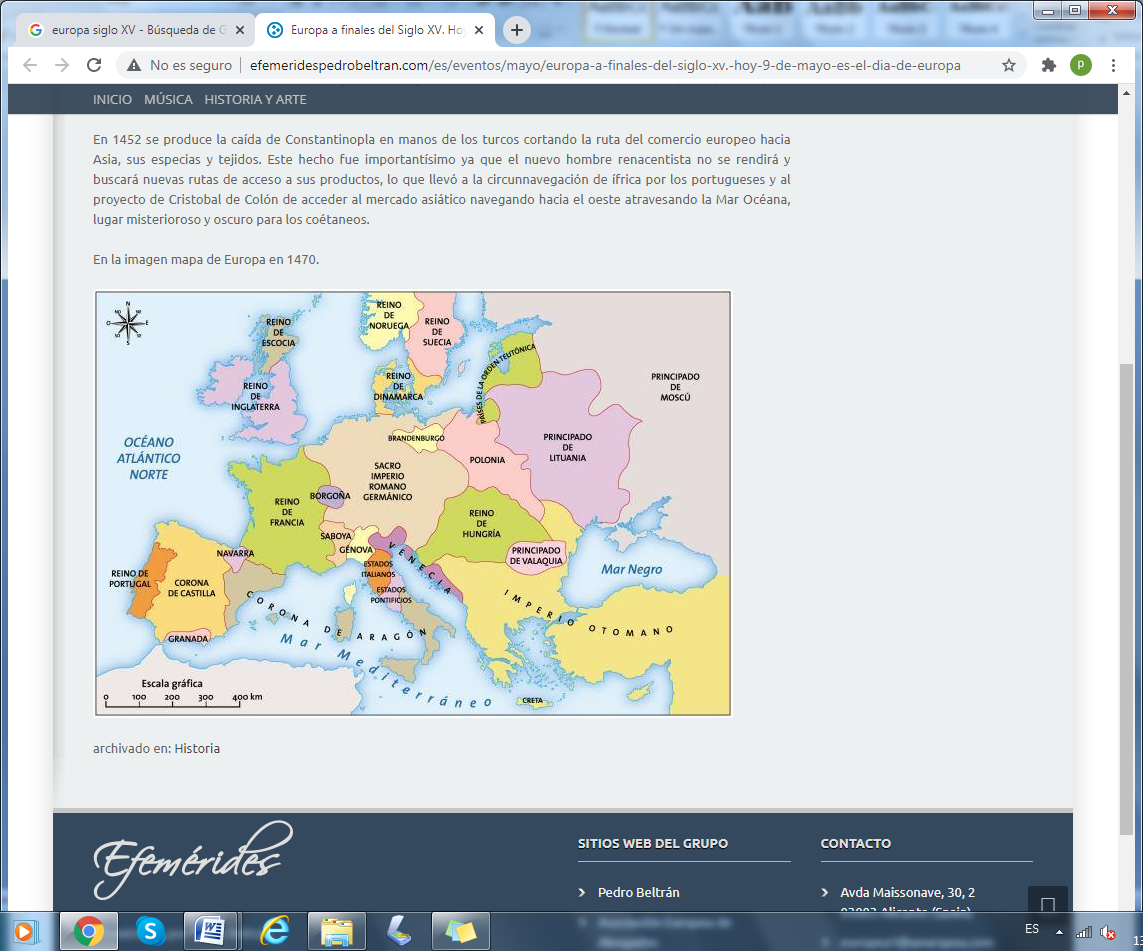 europa siglo XV - Búsqueda de G
Europa a finales del Siglo XV. Ho
No es seguro | efemeridespedrobeltran.com/es/eventos/mayo/europa-a-finales-del-siglo-xv.-hoy-9-de-mayo-es-el-dia-de-europa
p
INICIO MÚSICA HISTORIA Y ARTE
En 1452 se produce la caída de Constantinopla en manos de los turcos cortando la ruta del comercio europeo hacia
Asia, sus especias y tejidos. Este hecho fue importantísimo ya que el nuevo hombre renacentista no se rendirá y
buscará nuevas rutas de acceso a sus productos, lo que llevó a la circunnavegación de ífrica por los portugueses y al
proyecto de Cristobal de Colón de acceder al mercado asiático navegando hacia el oeste atravesando la Mar Océana,
lugar misterioroso y oscuro para los coétaneos.
En la imagen mapa de Europa en 1470.
N
NO NE
O E
SO SE
S
REINO
DE
ESCOCIA
REINO
DE
NORUEGA
REINO
DE
SUECIA
PAÍSES DE LA ORDEN TEUTÓNICA
REINO
DE
INGLATERRA
REINO
DE
DINAMARCA
PRINCIPADO
DE
MOSCÚ
OCÉANO
ATLÁNTICO
NORTE
BRANDENBURGO
POLONIA
PRINCIPADO
DE
LITUANIA
SACRO
IMPERIO
ROMANO
GERMÁNICO
REINO
DE
FRANCIA
BORGOÑA
REINO
DE
HUNGRÍA
SABOYA
GÉNOVA
VENECIA
PRINCIPADO
DE VALAQUIA
Mar Negro
NAVARRA
ESTADOS
ITALIANOS
ESTADOS
PONTIFICIOS
REINO DE
PORTUGAL
CORONA
DE CASTILLA
GRANADA
CORONA DE ARAGÓN
IMPERIO OTOMANO
Mar Mediterráneo
CRETA
Escala gráfica
0 100 200 300 400 km
archivado en: Historia
Efemérides
SITIOS WEB DEL GRUPO
Pedro Beltrán
CONTACTO
Avda Maissonave, 30, 2
ES